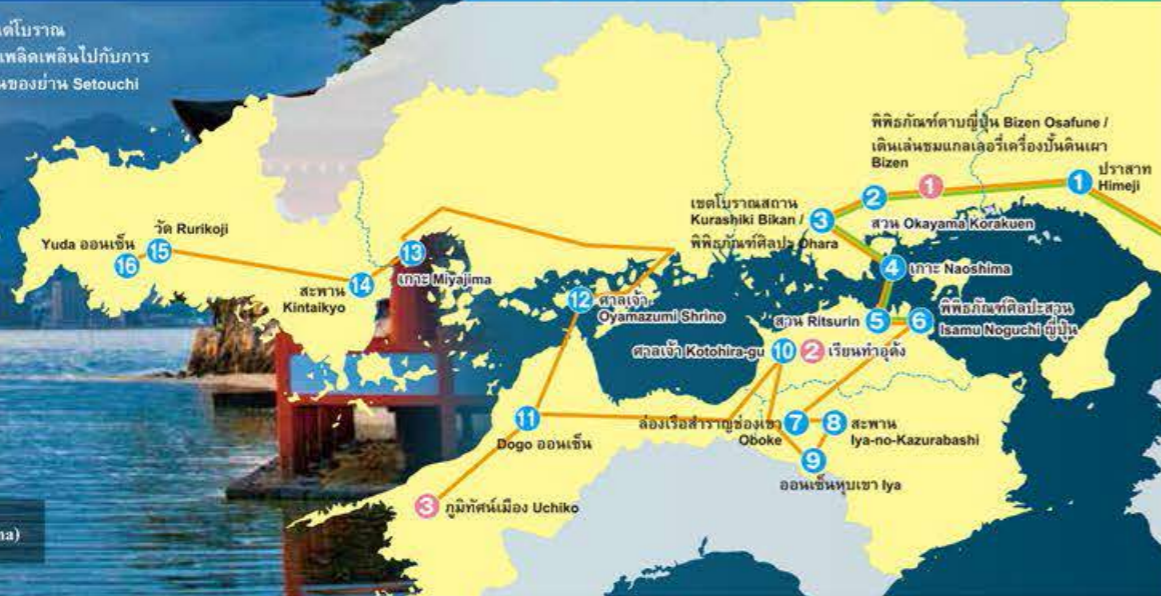 ต่โบราณ
เพลิดเพลินไปกับการ
ของย่าน Setouchi
พิพิธภัณฑ์ดาบญี่ปุ่น Bizen Osafune /
เดินเล่นชมแกลเลอรี่เครื่องปั้นดินเผา
Bizen
1
1
ปราสาท
Himeji
2
สวน Okayama Korakuen
เขตโบราณสถาน
Kurashiki Bikan /
พิพิธภัณฑ์ศิลปะ Ohara
3
4
เกาะ Naoshima
สวน Ritsurin
5
6
พิพิธภัณฑ์ศิลปะสวน
Isamu Noguchi ญี่ปุ่น
ศาลเจ้า Kotohira-gu
10
2
เรียนทำอุด้ง
ล่องเรือสำราญช่องเขา
Oboke
7
8
สะพาน
Iya-no-Kazurabashi
9
ออนเซ็นหุบเขา Iya
11
Dogo ออนเซ็น
3
ภูมิทัศน์เมือง Uchiko
12
ศาลเจ้า
Oyamazumi Shrine
13
เกาะ Miyajima
14
สะพาน
Kintaikyo
15
วัด Rurikoji
Yuda ออนเซ็น
16
na)